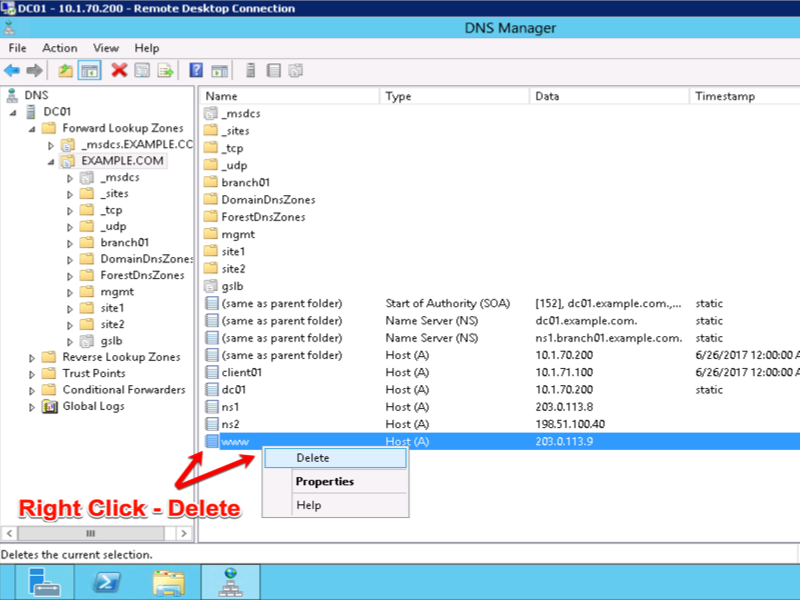 DC01 - 10.1.70.200 - Remote Desktop Connection
DNS Manager
File Action View Help
DNS
DC01
Forward Lookup Zones
_msdcs.EXAMPLE.CC
EXAMPLE.COM
_msdcs
_sites
_tcp
_udp
branch01
DomainDnsZones
ForestDnsZones
mgmt
site1
site2
gslb
Reverse Lookup Zones
Trust Points
Conditional Forwarders
Global Logs
Name Type Data Timestamp
_msdcs
_sites
_tcp
_udp
branch01
DomainDnsZones
ForestDnsZones
mgmt
site1
site2
gslb
(same as parent folder) Start of Authority (SOA) [152], dc01.example.com.,... static
(same as parent folder) Name Server (NS) dc01.example.com. static
(same as parent folder) Name Server (NS) ns1.branch01.example.com. static
(same as parent folder) Host (A) 10.1.70.200 6/26/2017 12:00:00 A
client01 Host (A) 10.1.71.100 6/26/2017 12:00:00 A
dc01 Host (A) 10.1.70.200 static
ns1 Host (A) 203.0.113.8
ns2 Host (A) 198.51.100.40
www Host (A) 203.0.113.9
Delete
Properties
Help
Right Click - Delete
Deletes the current selection.